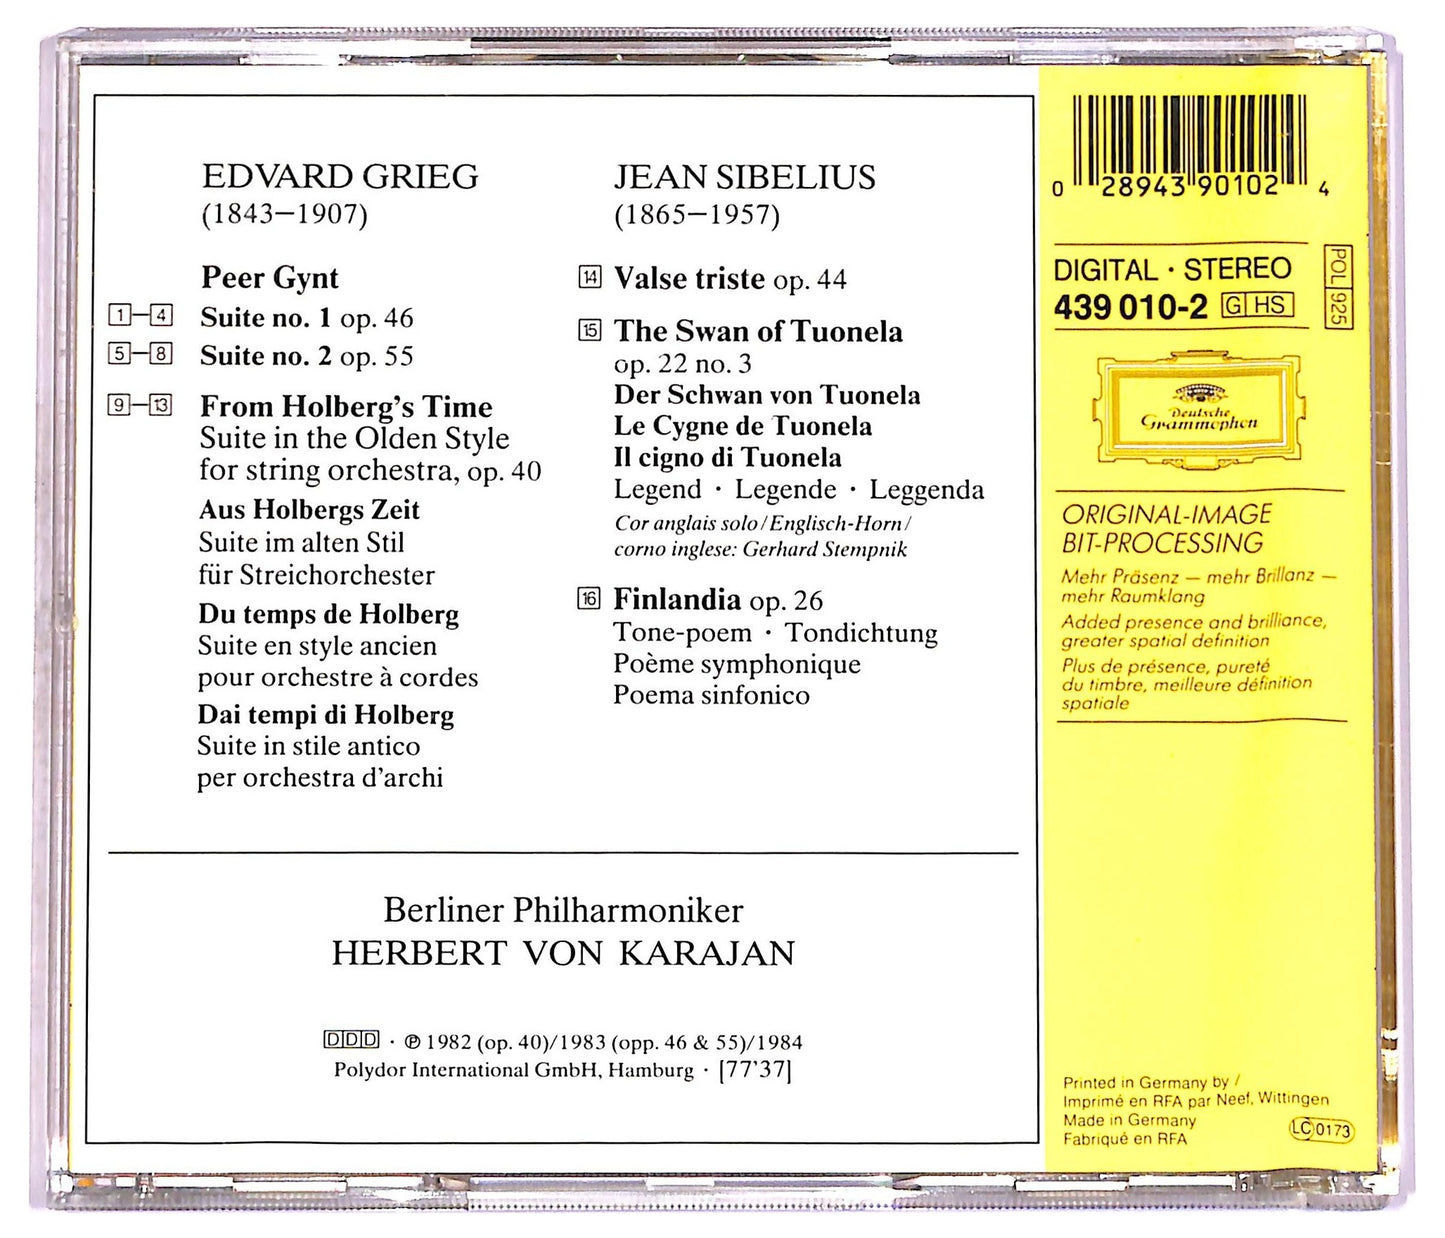 EDVARD GRIEG
(1843–1907)
Peer Gynt
1–4 Suite no. 1 op. 46
5–8 Suite no. 2 op. 55
9–13 From Holberg's Time
Suite in the Olden Style
for string orchestra, op. 40
Aus Holbergs Zeit
Suite im alten Stil
für Streichorchester
Du temps de Holberg
Suite en style ancien
pour orchestre à cordes
Dai tempi di Holberg
Suite in stile antico
per orchestra d'archi
JEAN SIBELIUS
(1865–1957)
14 Valse triste op. 44
15 The Swan of Tuonela
op. 22 no. 3
Der Schwan von Tuonela
Le Cygne de Tuonela
Il cigno di Tuonela
Legend · Legende · Leggenda
Cor anglais solo/Englisch-Horn/
corno inglese: Gerhard Stempnik
16 Finlandia op. 26
Tone-poem · Tondichtung
Poème symphonique
Poema sinfonico
Berliner Philharmoniker
HERBERT VON KARAJAN
DDD · ℗ 1982 (op. 40)/1983 (opp. 46 & 55)/1984
Polydor International GmbH, Hamburg · [77'37]
0 28943 90102 4
DIGITAL · STEREO
439 010-2 G HS
POL 925
Deutsche
Grammophon
ORIGINAL-IMAGE
BIT-PROCESSING
Mehr Präsenz – mehr Brillanz –
mehr Raumklang
Added presence and brilliance,
greater spatial definition
Plus de présence, pureté
du timbre, meilleure définition
spatiale
Printed in Germany by /
Imprimé en RFA par Neef, Wittingen
Made in Germany
Fabriqué en RFA
LC 0173